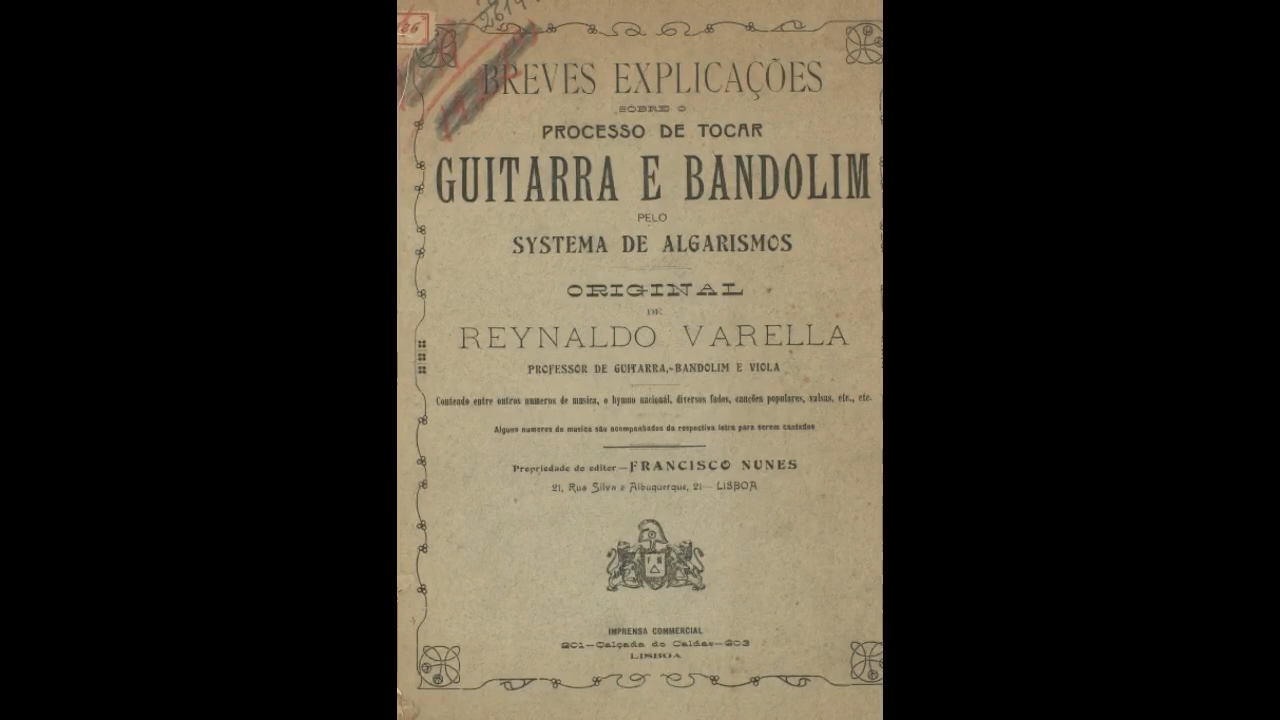 2619
36
BREVES EXPLICAÇÕES
SOBRE O
PROCESSO DE TOCAR
GUITARRA E BANDOLIM
PELO
SYSTEMA DE ALGARISMOS
ORIGINAL
DE
REYNALDO VARELLA
PROFESSOR DE GUITARRA, BANDOLIM E VIOLA
Contendo entre outros numeros de musica, o hymno nacional, diversos fados, canções populares, valsas, etc., etc.
Alguns numeros de musica são acompanhados da respectiva letra para serem cantados
Propriedade do editor—FRANCISCO NUNES
21, Rua Silva e Albuquerque, 21—LISBOA
IMPRENSA COMMERCIAL
201—Calçada do Caldas—203
LISBOA